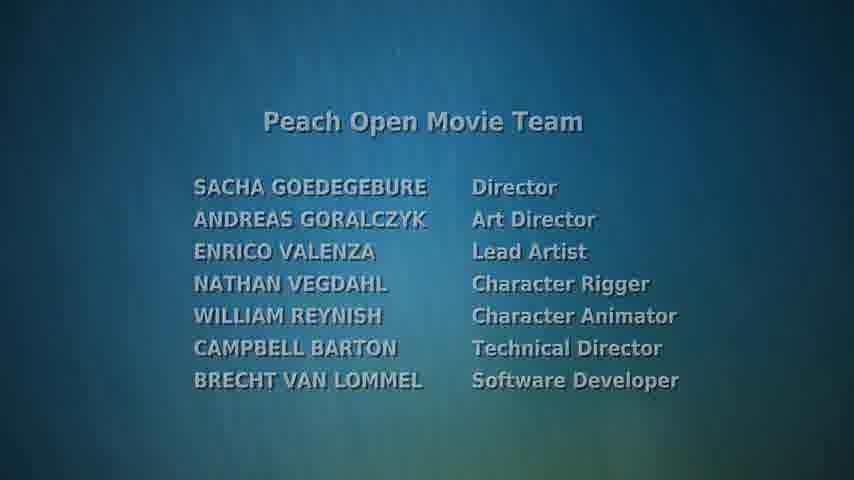 Peach Open Movie Team
SACHA GOEDEGEBURE Director
ANDREAS GORALCZYK Art Director
ENRICO VALENZA Lead Artist
NATHAN VEGDAHL Character Rigger
WILLIAM REYNISH Character Animator
CAMPBELL BARTON Technical Director
BRECHT VAN LOMMEL Software Developer